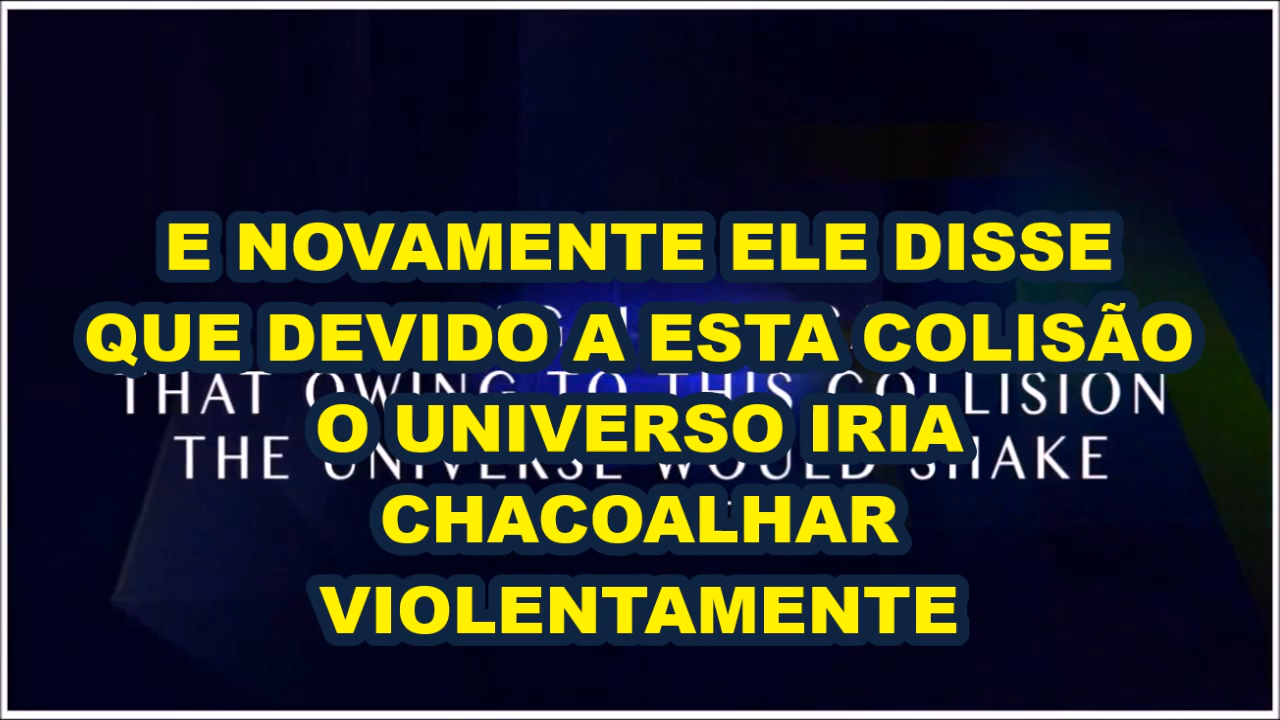 E NOVAMENTE ELE DISSE
QUE DEVIDO A ESTA COLISÃO
THAT OWING TO THIS COLLISION
O UNIVERSO IRIA
THE UNIVERSE WOULD SHAKE
CHACOALHAR
VIOLENTAMENTE